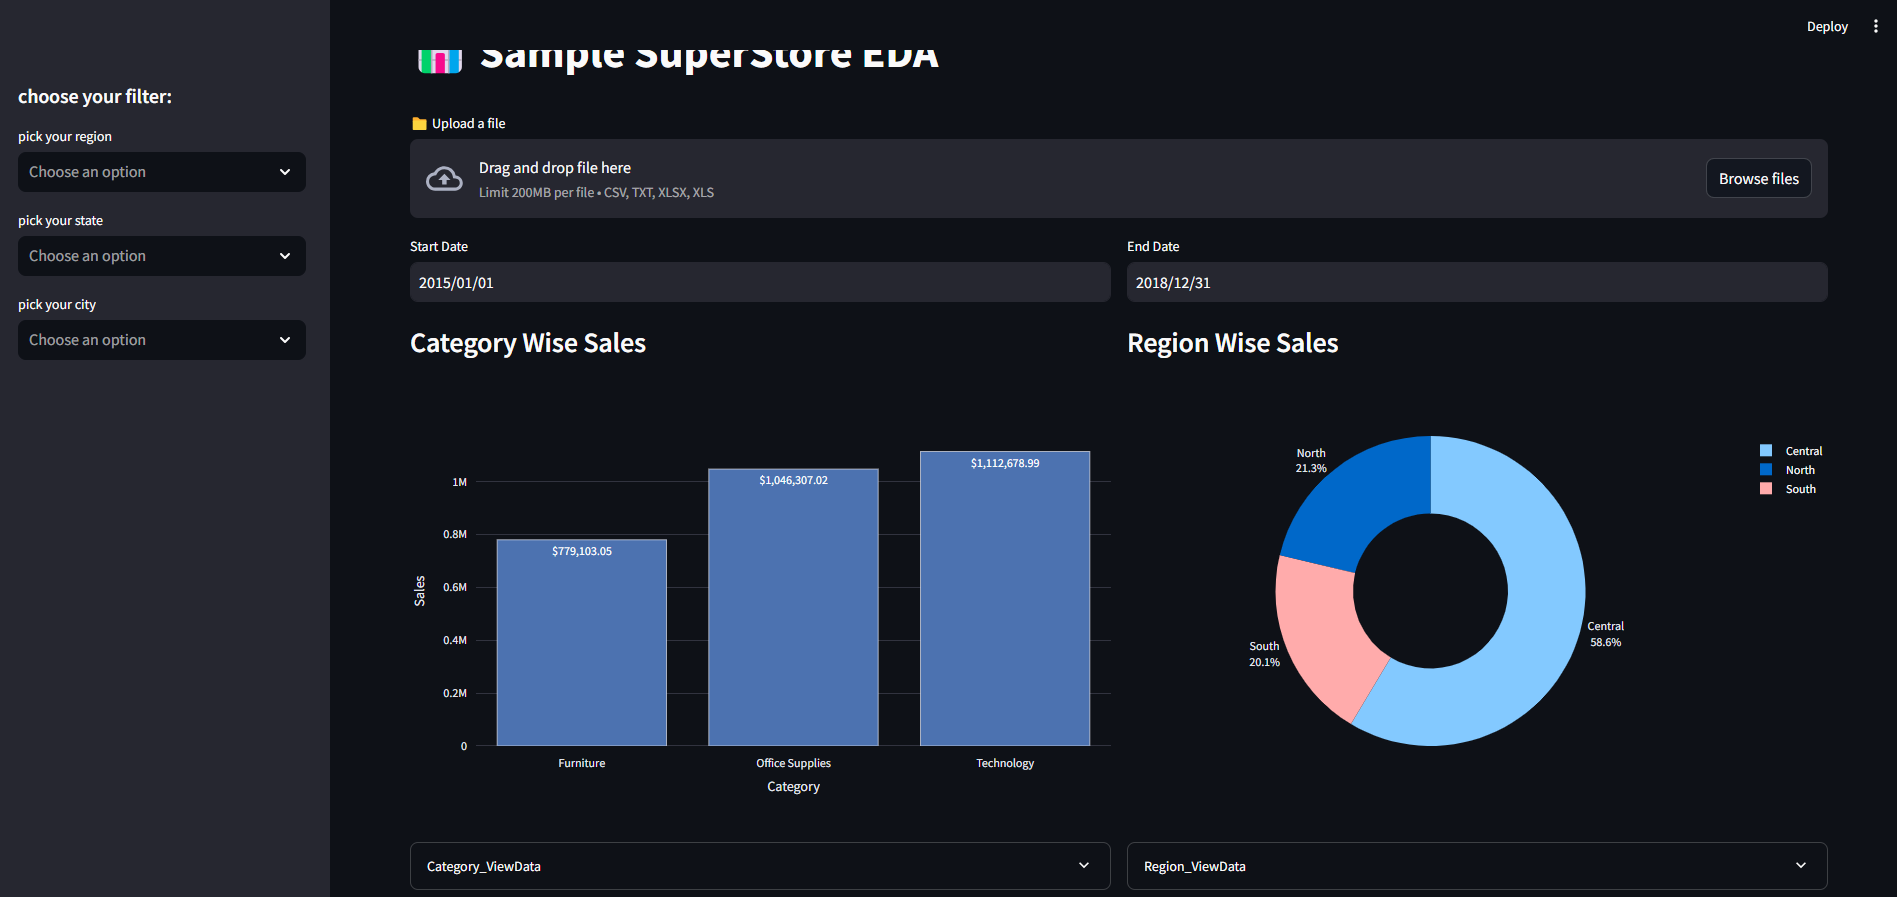 Deploy
Sample SuperStore EDA
choose your filter:
pick your region
Choose an option
pick your state
Choose an option
pick your city
Choose an option
📁 Upload a file
Drag and drop file here
Limit 200MB per file • CSV, TXT, XLSX, XLS
Browse files
Start Date
2015/01/01
End Date
2018/12/31
Category Wise Sales
1M
0.8M
0.6M
0.4M
0.2M
0
Sales
$779,103.05
$1,046,307.02
$1,112,678.99
Furniture
Office Supplies
Technology
Category
Region Wise Sales
North
21.3%
South
20.1%
Central
58.6%
Central
North
South
Category_ViewData
Region_ViewData